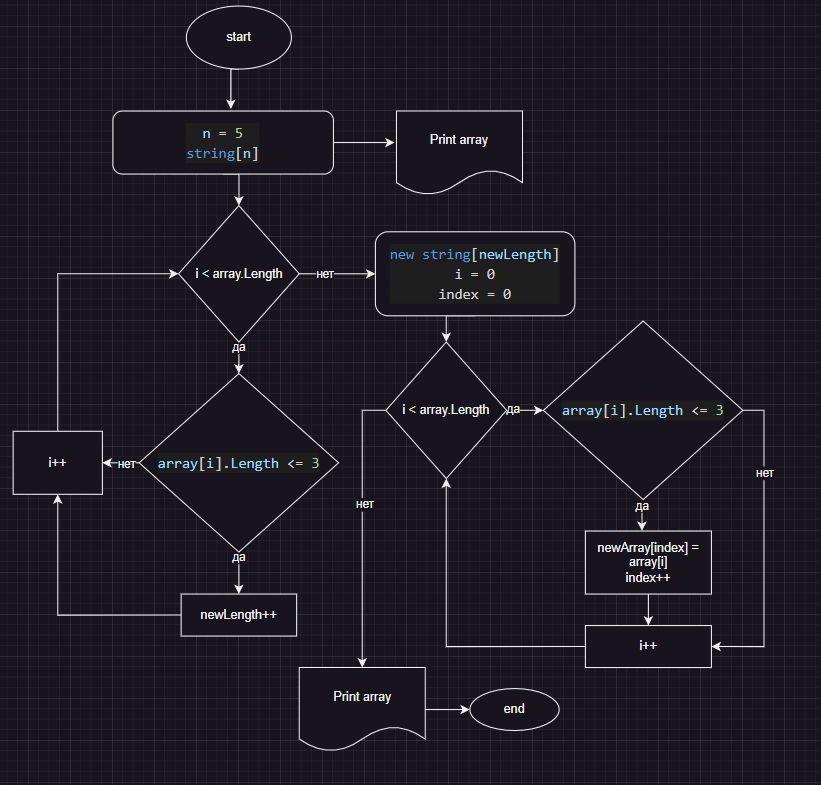 start
n = 5
string[n]
Print array
i < array.Length
нет
new string[newLength]
i = 0
index = 0
да
i < array.Length
да
array[i].Length <= 3
i++
нет
array[i].Length <= 3
нет
нет
да
newArray[index] =
array[i]
index++
да
newLength++
i++
Print array
end